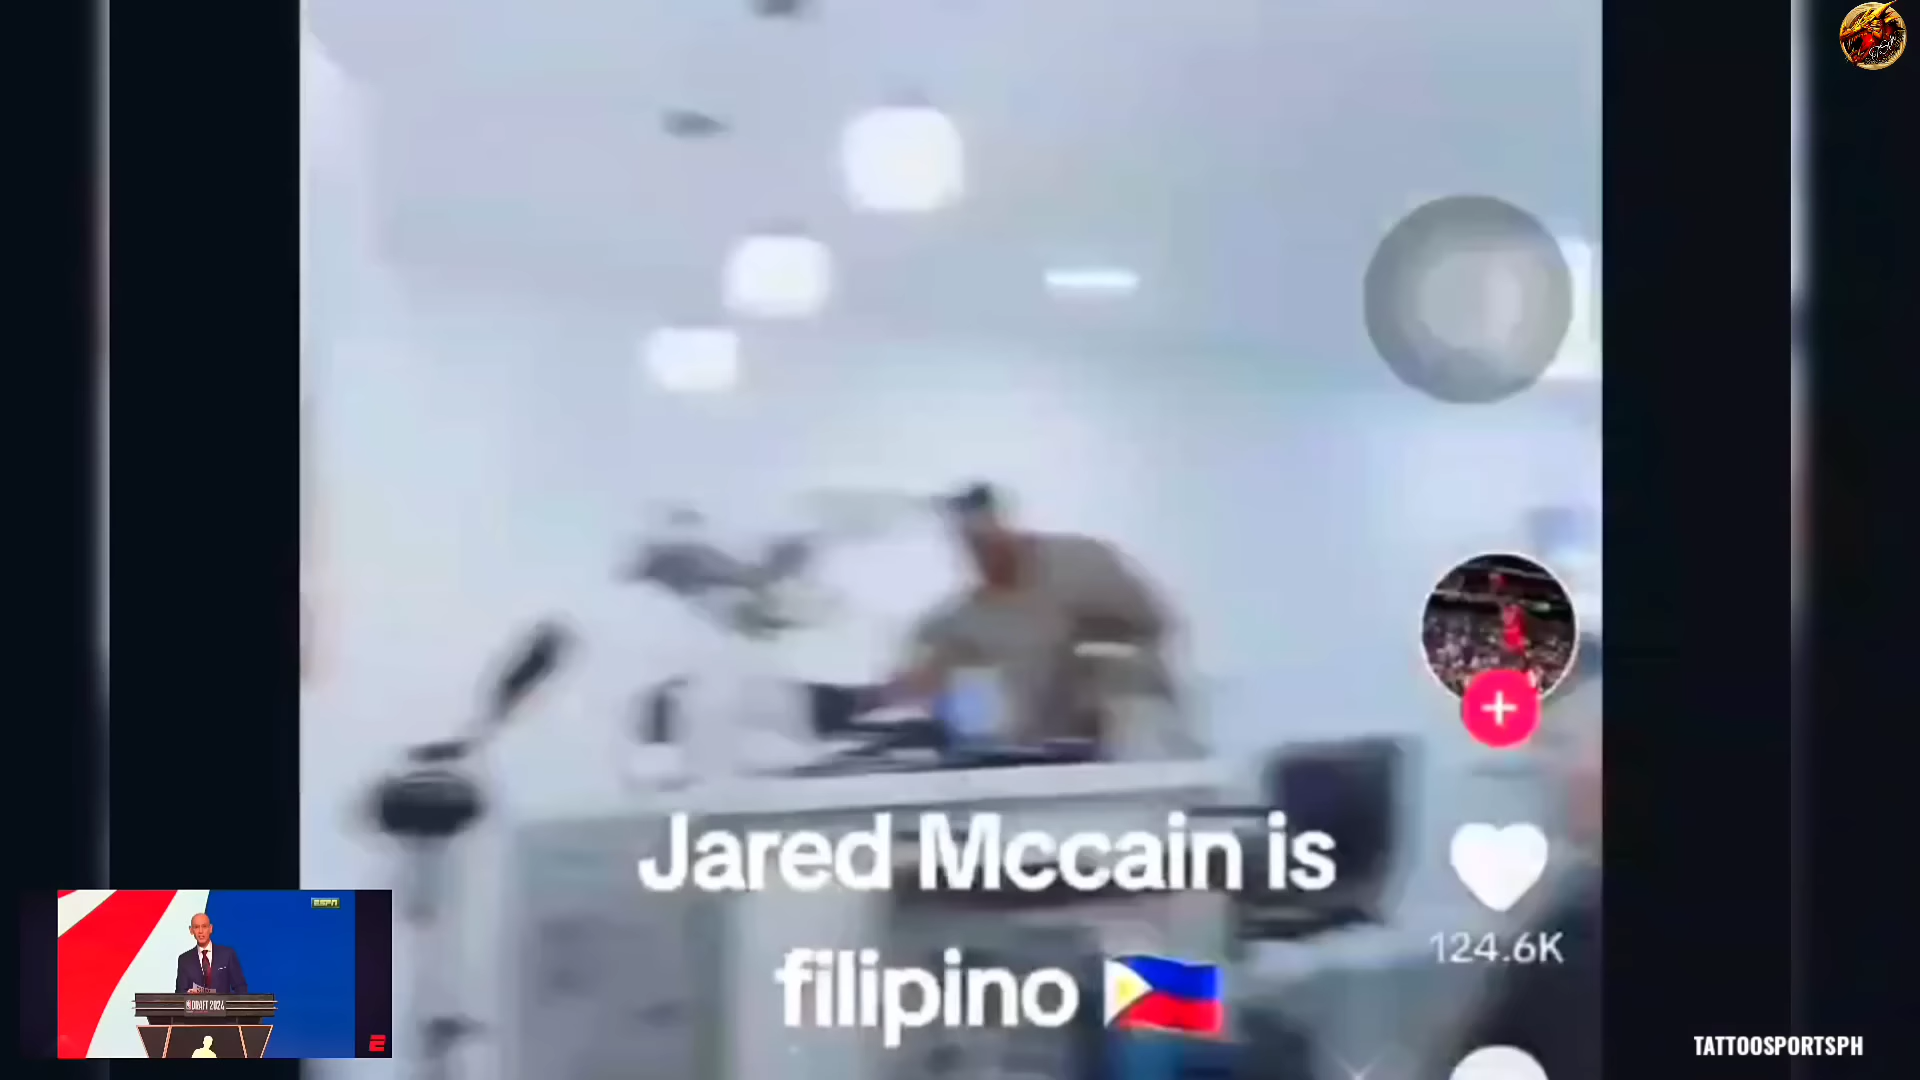 Jared Mccain is
filipino
124.6K
ESPN
DRAFT 2024
TATTOOSPORTSPH